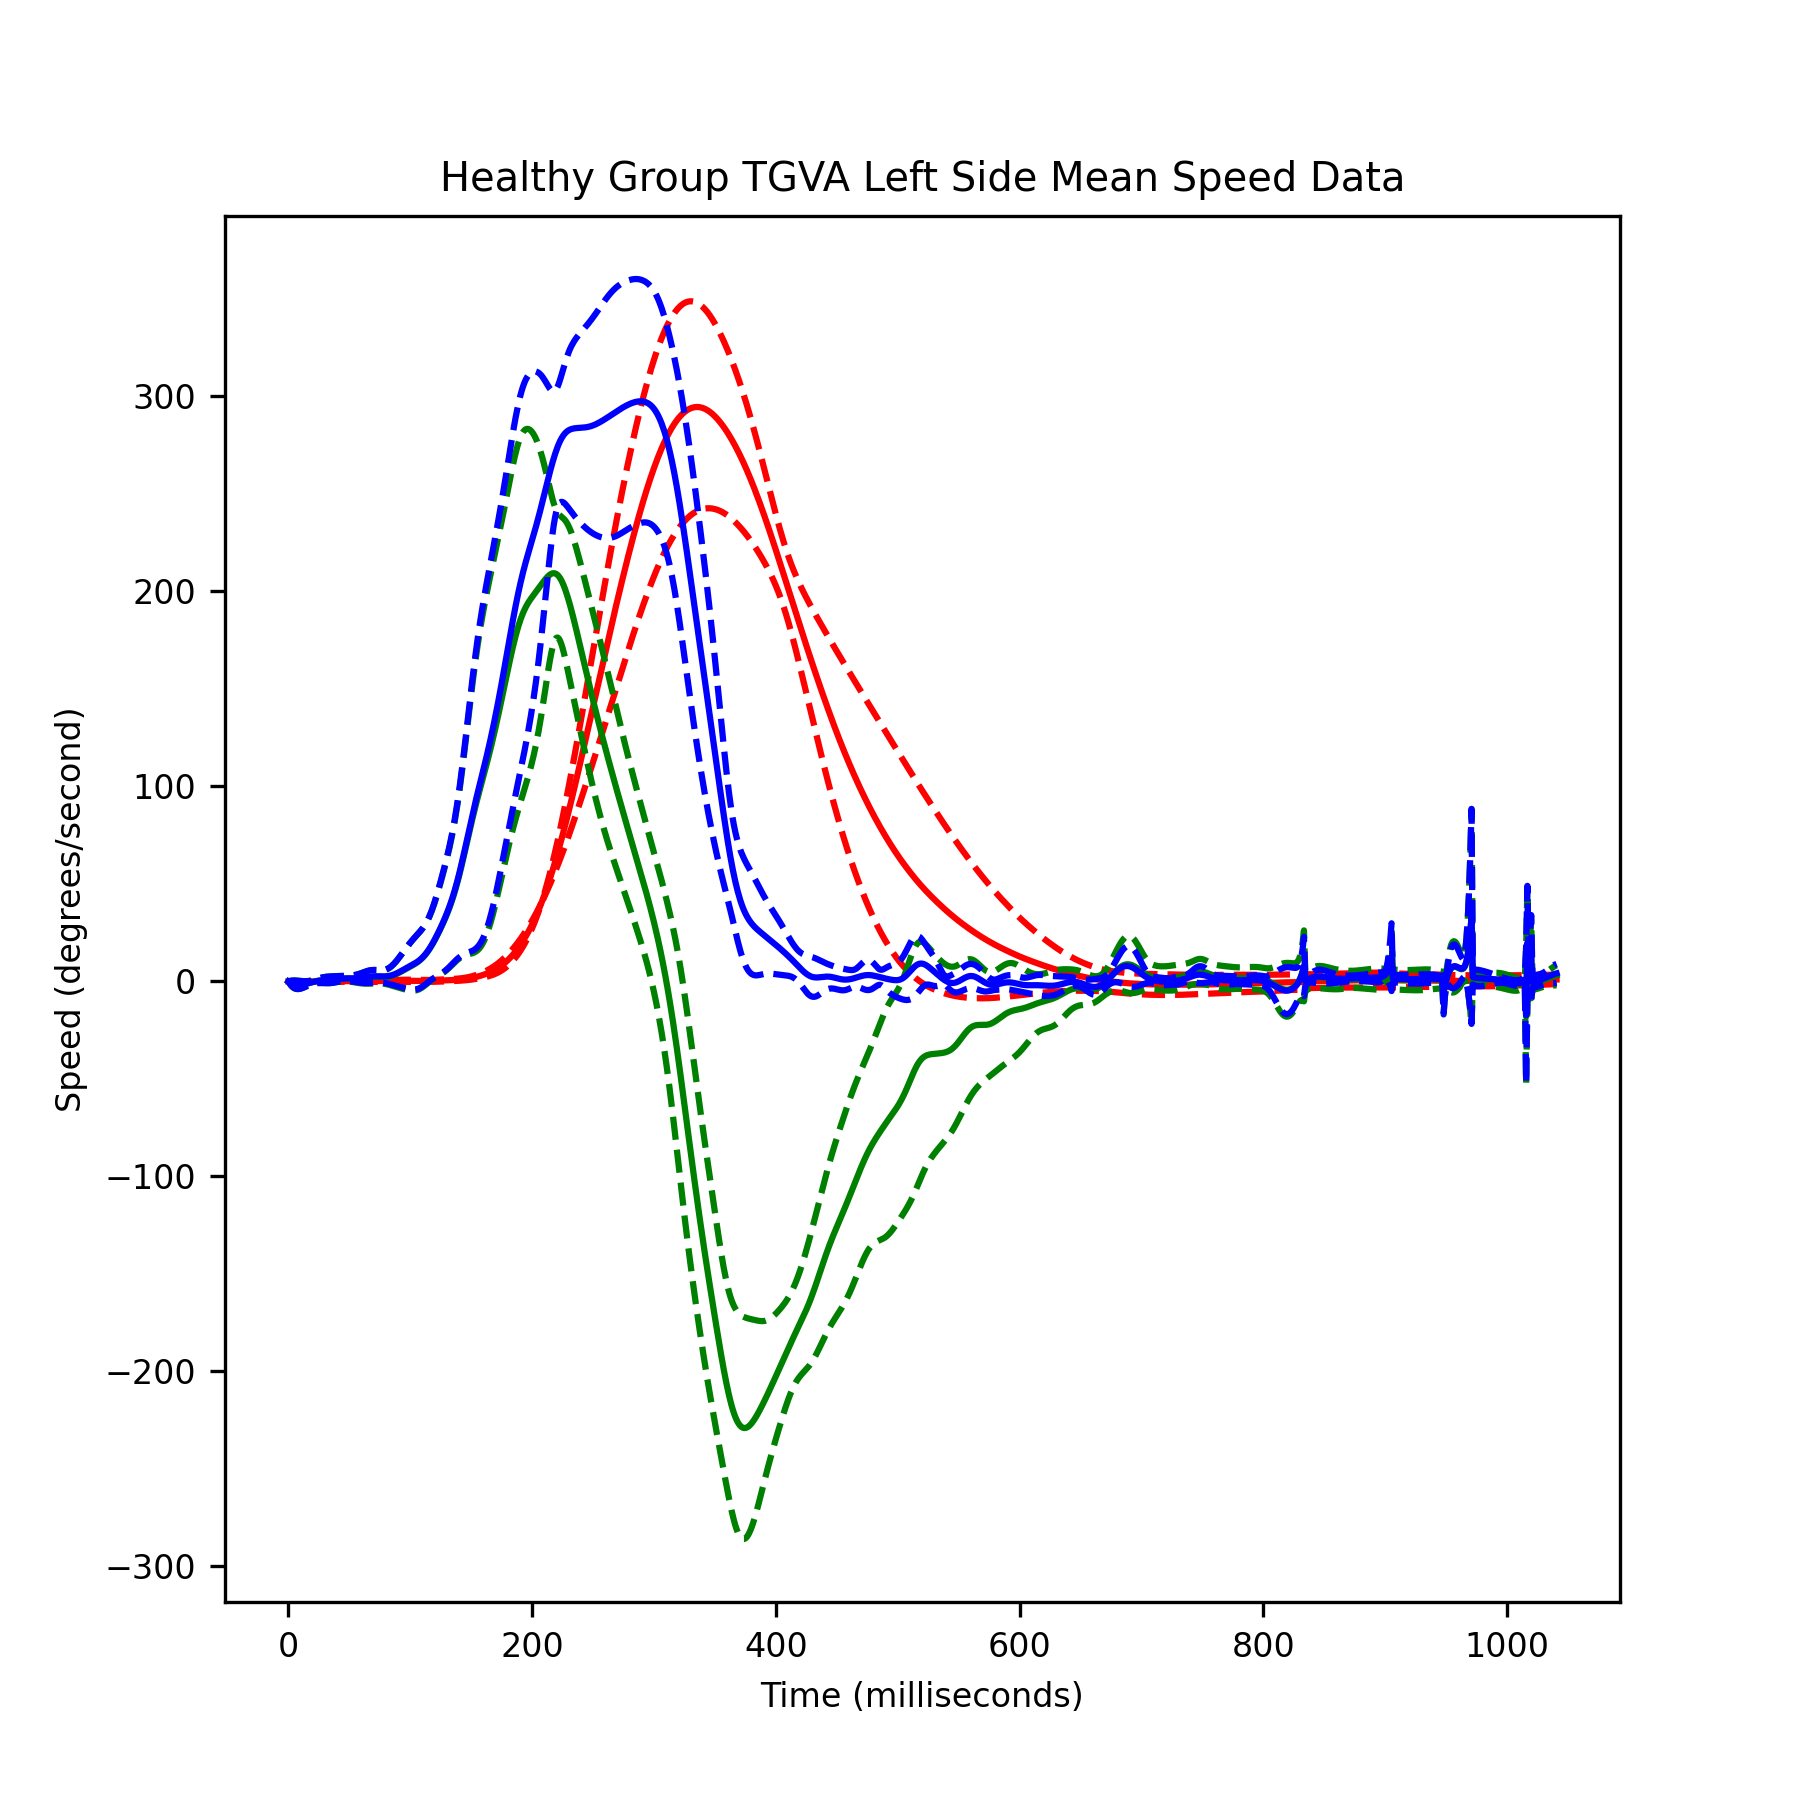 Healthy Group TGVA Left Side Mean Speed Data
300
200
100
0
−100
−200
−300
Speed (degrees/second)
0 200 400 600 800 1000
Time (milliseconds)